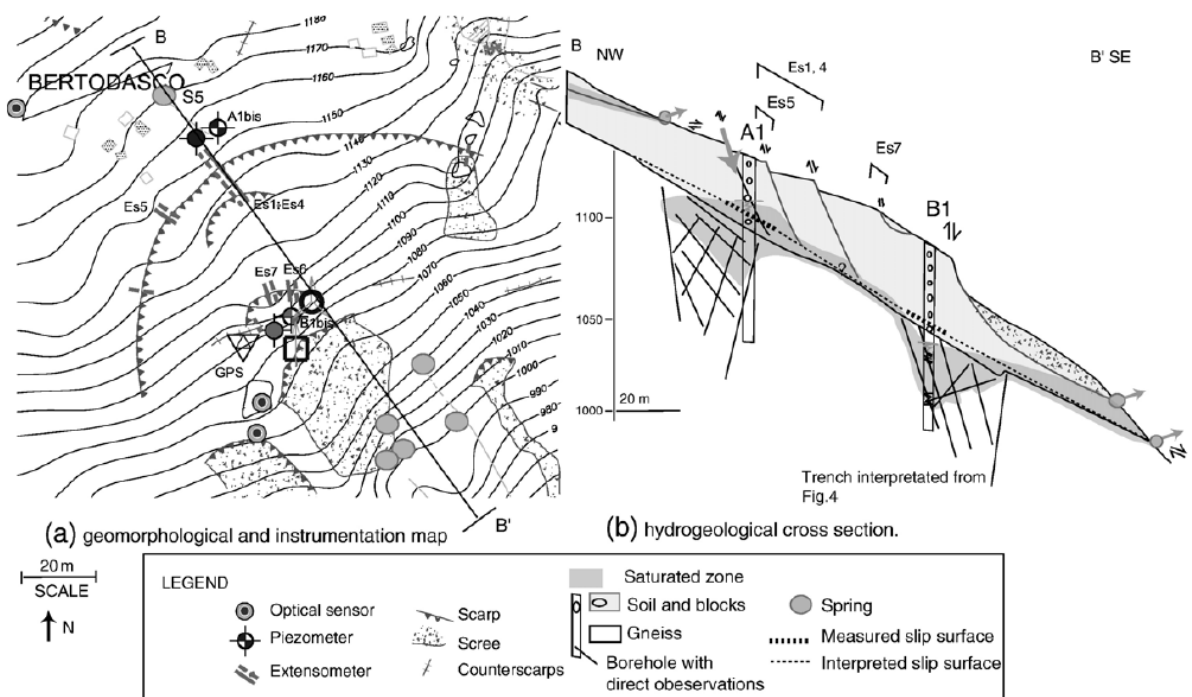 B
BERTODASCO
S5
A1bis
Es5
Es1÷Es4
Es7
Es6
B1bis
GPS
B'
1180
1170
1160
1150
1140
1130
1120
1110
1100
1090
1080
1070
1060
1050
1040
1030
1020
1010
1000
990
980
9
B
NW
B' SE
Es1, 4
Es5
A1
Es7
B1
1100
1050
1000
20 m
Trench interpretated from
Fig.4
(a) geomorphological and instrumentation map
(b) hydrogeological cross section.
20 m
SCALE
N
LEGEND
Optical sensor
Piezometer
Extensometer
Scarp
Scree
Counterscarps
Saturated zone
Soil and blocks
Gneiss
Borehole with
direct obeservations
Spring
Measured slip surface
Interpreted slip surface